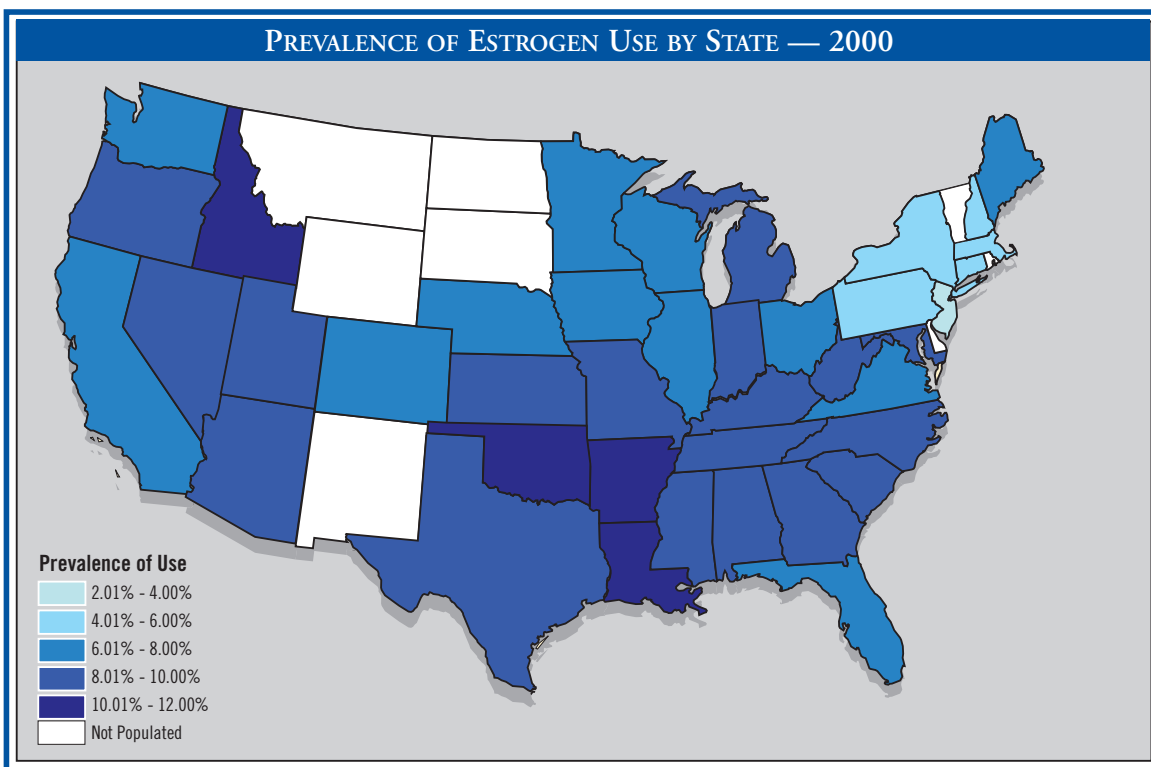 PREVALENCE OF ESTROGEN USE BY STATE — 2000
Prevalence of Use
2.01% - 4.00%
4.01% - 6.00%
6.01% - 8.00%
8.01% - 10.00%
10.01% - 12.00%
Not Populated